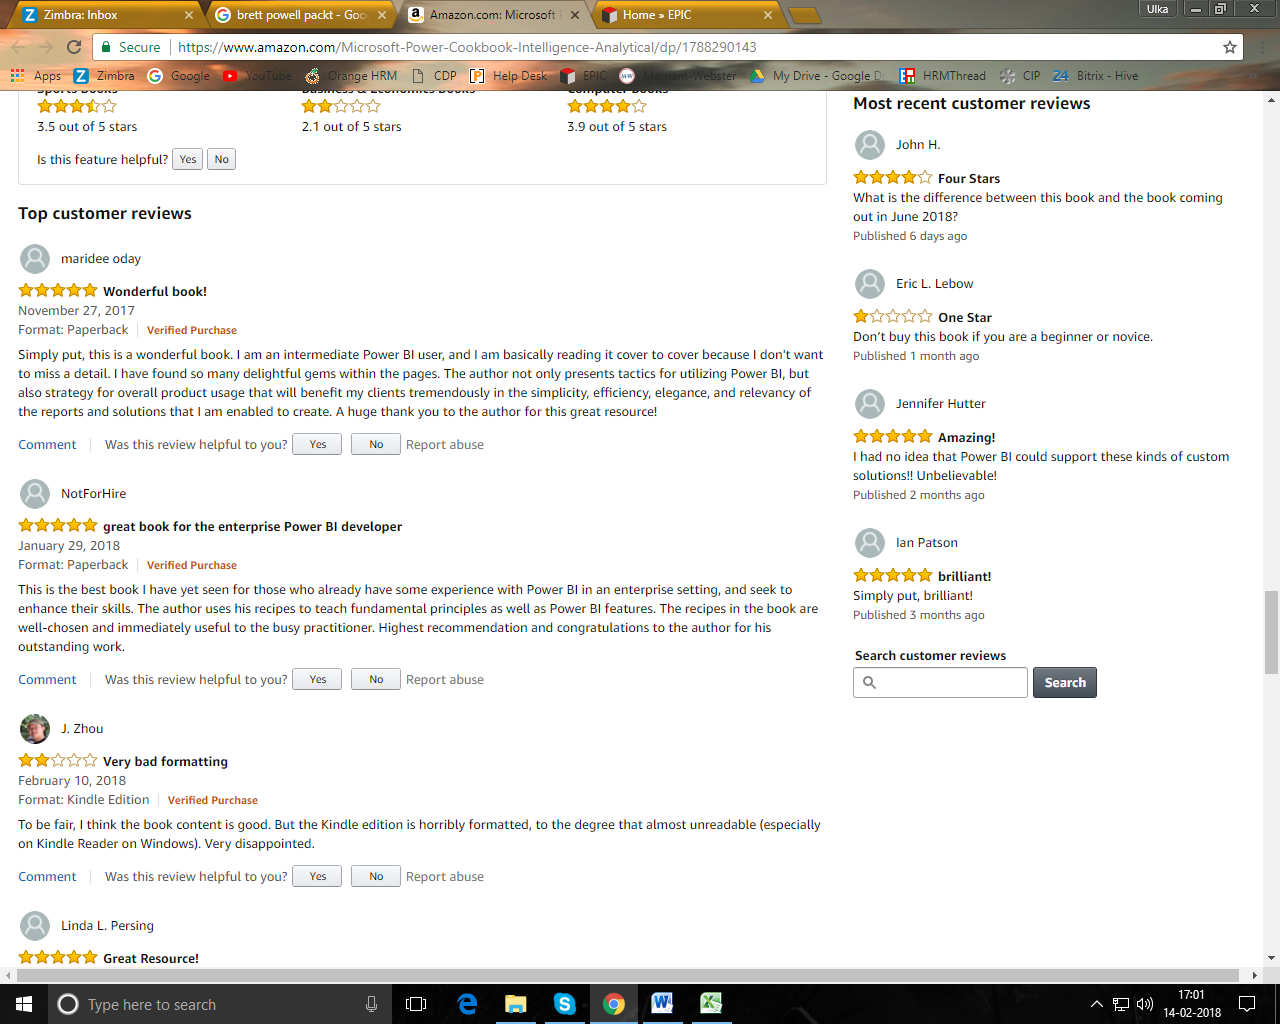 Zimbra: Inbox
brett powell packt - Goo
Amazon.com: Microsoft
Home » EPIC
Ulka
Secure
https://www.amazon.com/Microsoft-Power-Cookbook-Intelligence-Analytical/dp/1788290143
Apps
Zimbra
Google
YouTube
Orange HRM
CDP
Help Desk
EPIC
Merriam-Webster
My Drive - Google D
HRMThread
CIP
24
Bitrix - Hive
Sports Books
Business & Economics Books
Computer Books
3.5 out of 5 stars
2.1 out of 5 stars
3.9 out of 5 stars
Is this feature helpful? Yes No
Top customer reviews
maridee oday
Wonderful book!
November 27, 2017
Format: Paperback | Verified Purchase
Simply put, this is a wonderful book. I am an intermediate Power BI user, and I am basically reading it cover to cover because I don't want
to miss a detail. I have found so many delightful gems within the pages. The author not only presents tactics for utilizing Power BI, but
also strategy for overall product usage that will benefit my clients tremendously in the simplicity, efficiency, elegance, and relevancy of
the reports and solutions that I am enabled to create. A huge thank you to the author for this great resource!
Comment | Was this review helpful to you? Yes No Report abuse
NotForHire
great book for the enterprise Power BI developer
January 29, 2018
Format: Paperback | Verified Purchase
This is the best book I have yet seen for those who already have some experience with Power BI in an enterprise setting, and seek to
enhance their skills. The author uses his recipes to teach fundamental principles as well as Power BI features. The recipes in the book are
well-chosen and immediately useful to the busy practitioner. Highest recommendation and congratulations to the author for his
outstanding work.
Comment | Was this review helpful to you? Yes No Report abuse
J. Zhou
Very bad formatting
February 10, 2018
Format: Kindle Edition | Verified Purchase
To be fair, I think the book content is good. But the Kindle edition is horribly formatted, to the degree that almost unreadable (especially
on Kindle Reader on Windows). Very disappointed.
Comment | Was this review helpful to you? Yes No Report abuse
Linda L. Persing
Great Resource!
Most recent customer reviews
John H.
Four Stars
What is the difference between this book and the book coming
out in June 2018?
Published 6 days ago
Eric L. Lebow
One Star
Don't buy this book if you are a beginner or novice.
Published 1 month ago
Jennifer Hutter
Amazing!
I had no idea that Power BI could support these kinds of custom
solutions!! Unbelievable!
Published 2 months ago
Ian Patson
brilliant!
Simply put, brilliant!
Published 3 months ago
Search customer reviews
Search
Type here to search
17:01
14-02-2018